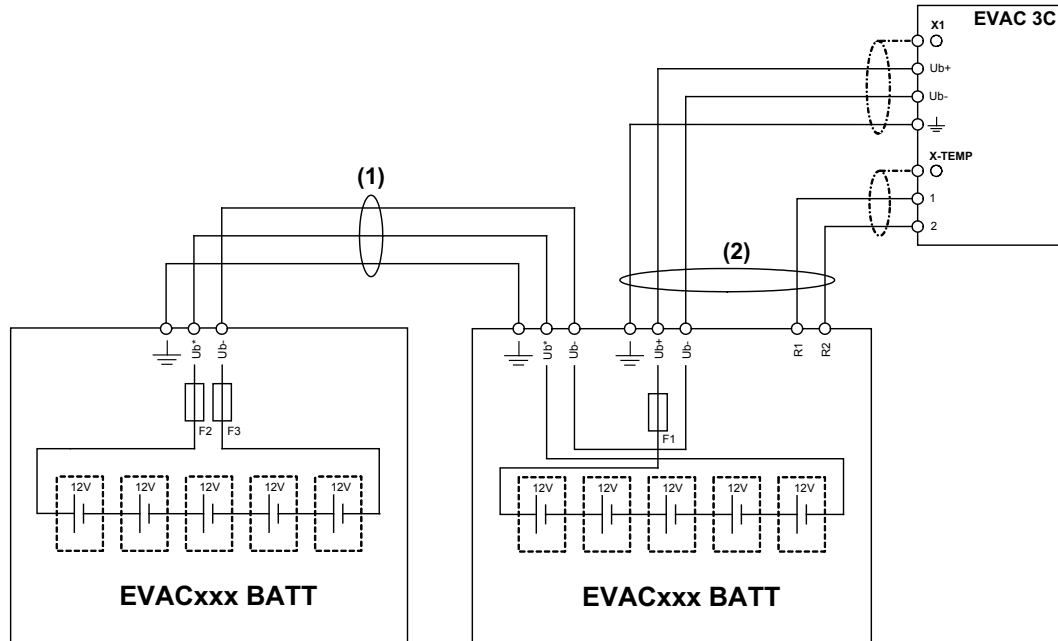 EVAC 3C
X1
Ub+
Ub-
X-TEMP
1
2
(1)
(2)
Ub*
Ub-
Ub*
Ub-
Ub+
Ub-
R1
R2
F2
F3
F1
12V
12V
12V
12V
12V
12V
12V
12V
12V
12V
EVACxxx BATT
EVACxxx BATT